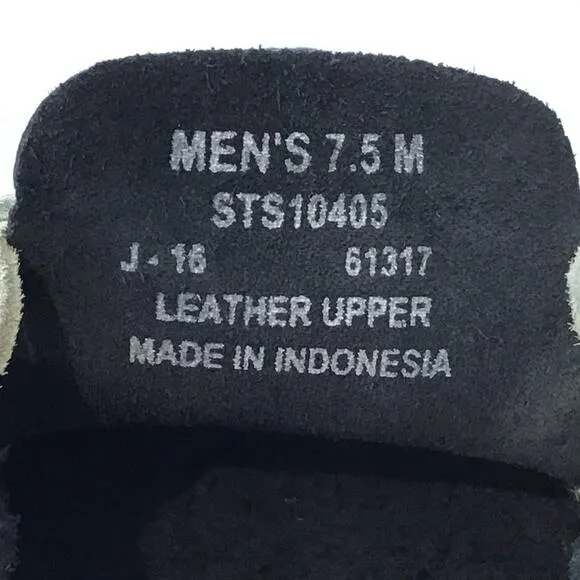 MEN'S 7.5 M
STS10405
J - 16 61317
LEATHER UPPER
MADE IN INDONESIA